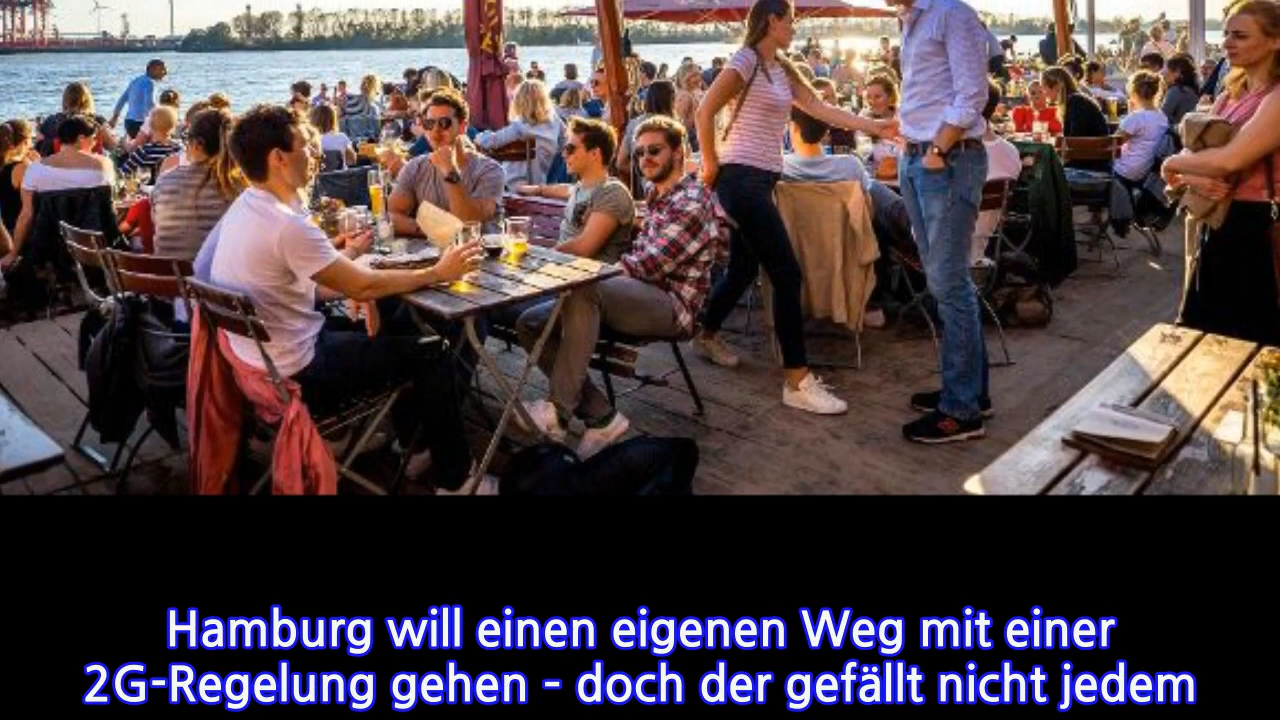 Hamburg will einen eigenen Weg mit einer
2G-Regelung gehen - doch der gefällt nicht jedem